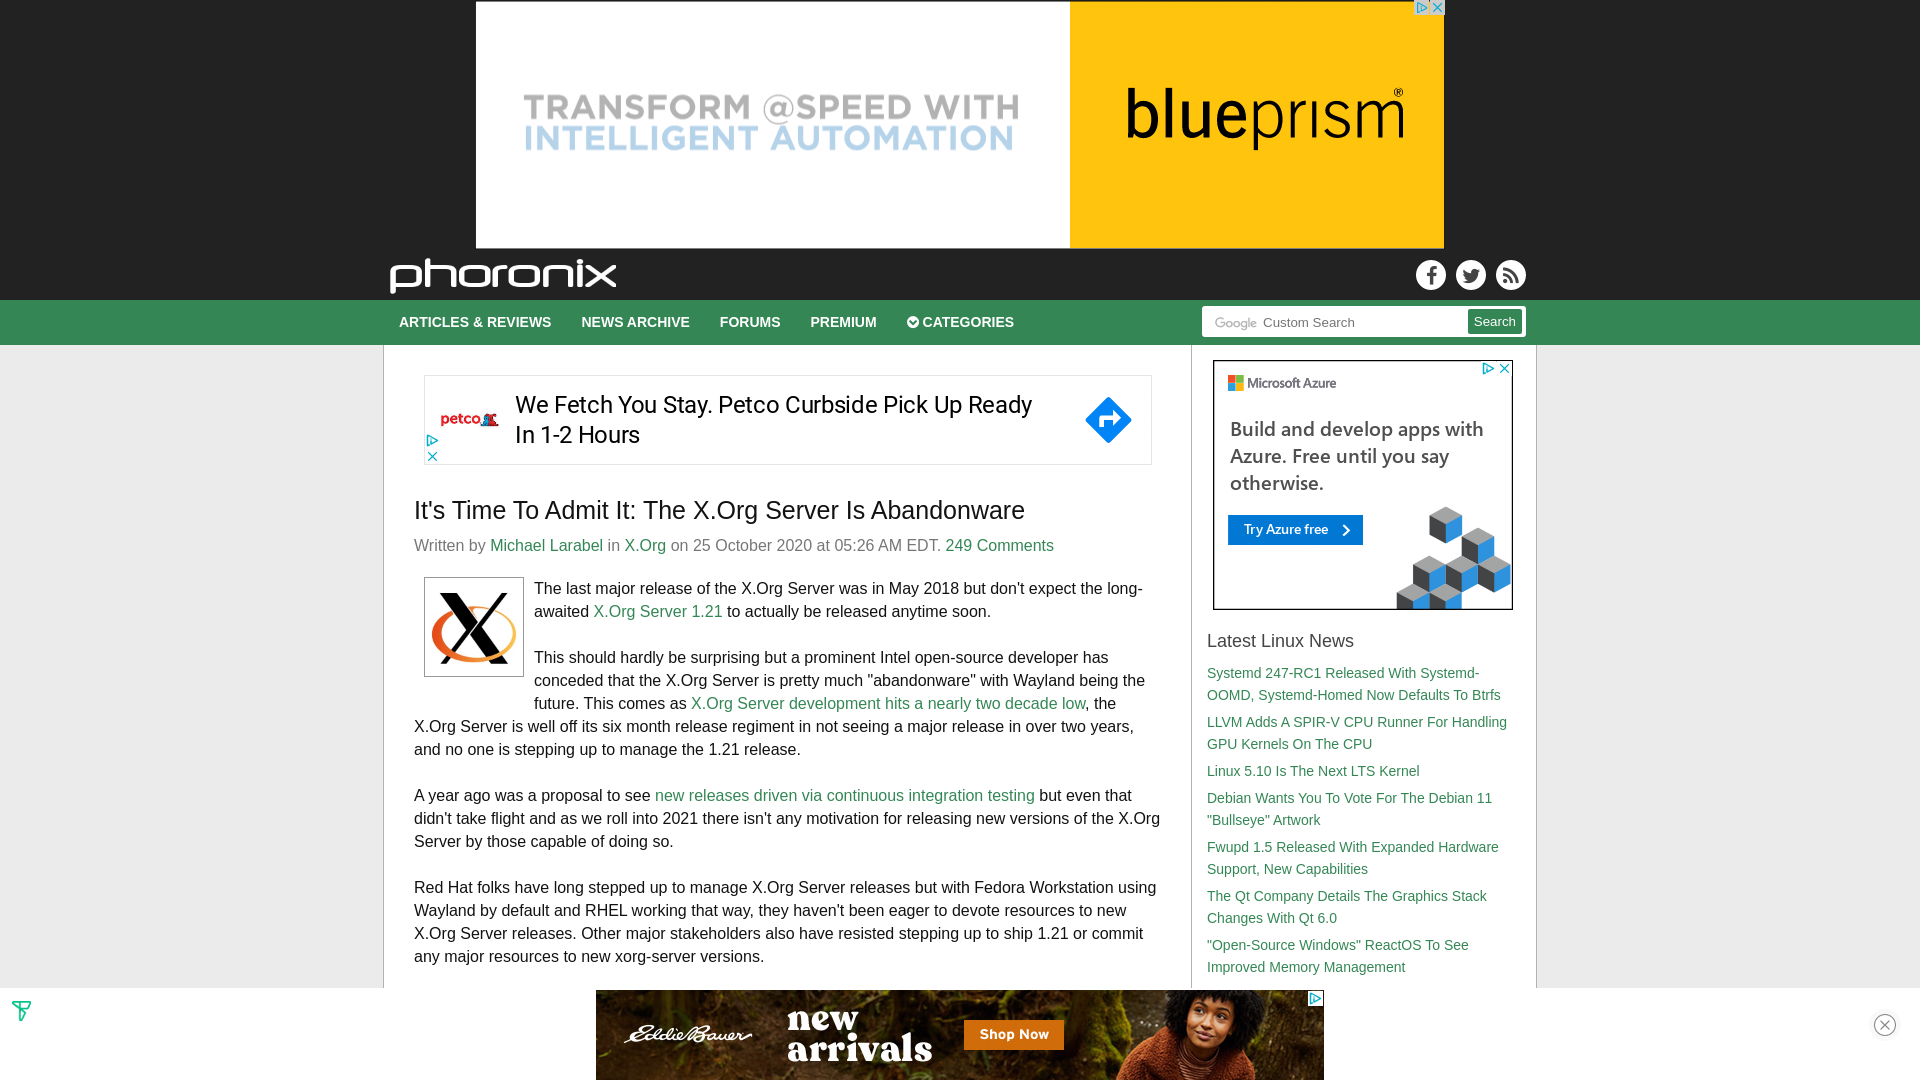 TRANSFORM @SPEED WITH
INTELLIGENT AUTOMATION
blueprism®
phoronix
ARTICLES & REVIEWS
NEWS ARCHIVE
FORUMS
PREMIUM
CATEGORIES
Google Custom Search
Search
petco
We Fetch You Stay. Petco Curbside Pick Up Ready
In 1-2 Hours
It's Time To Admit It: The X.Org Server Is Abandonware
Written by Michael Larabel in X.Org on 25 October 2020 at 05:26 AM EDT. 249 Comments
The last major release of the X.Org Server was in May 2018 but don't expect the long-
awaited X.Org Server 1.21 to actually be released anytime soon.
This should hardly be surprising but a prominent Intel open-source developer has
conceded that the X.Org Server is pretty much "abandonware" with Wayland being the
future. This comes as X.Org Server development hits a nearly two decade low, the
X.Org Server is well off its six month release regiment in not seeing a major release in over two years,
and no one is stepping up to manage the 1.21 release.
A year ago was a proposal to see new releases driven via continuous integration testing but even that
didn't take flight and as we roll into 2021 there isn't any motivation for releasing new versions of the X.Org
Server by those capable of doing so.
Red Hat folks have long stepped up to manage X.Org Server releases but with Fedora Workstation using
Wayland by default and RHEL working that way, they haven't been eager to devote resources to new
X.Org Server releases. Other major stakeholders also have resisted stepping up to ship 1.21 or commit
any major resources to new xorg-server versions.
Microsoft Azure
Build and develop apps with
Azure. Free until you say
otherwise.
Try Azure free
Latest Linux News
Systemd 247-RC1 Released With Systemd-
OOMD, Systemd-Homed Now Defaults To Btrfs
LLVM Adds A SPIR-V CPU Runner For Handling
GPU Kernels On The CPU
Linux 5.10 Is The Next LTS Kernel
Debian Wants You To Vote For The Debian 11
"Bullseye" Artwork
Fwupd 1.5 Released With Expanded Hardware
Support, New Capabilities
The Qt Company Details The Graphics Stack
Changes With Qt 6.0
"Open-Source Windows" ReactOS To See
Improved Memory Management
Eddie Bauer
new
arrivals
Shop Now